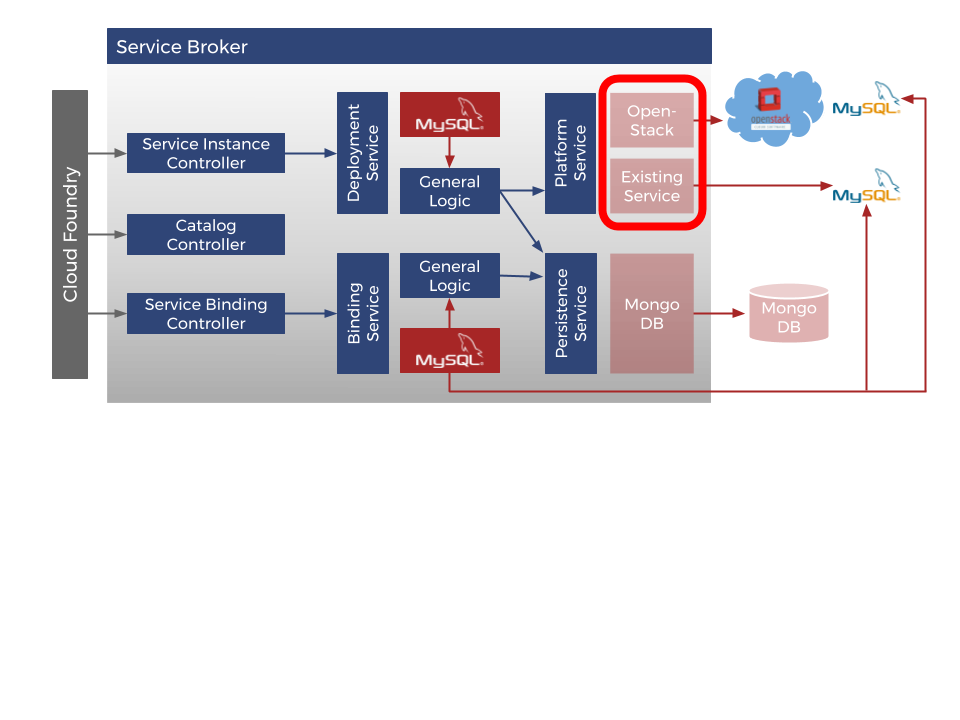 Service Broker
Cloud Foundry
Service Instance
Controller
Catalog
Controller
Service Binding
Controller
Deployment
Service
MySQL®
General
Logic
Platform
Service
Open-
Stack
Existing
Service
openstack
MySQL®
MySQL®
Binding
Service
General
Logic
MySQL®
Persistence
Service
Mongo
DB
Mongo
DB